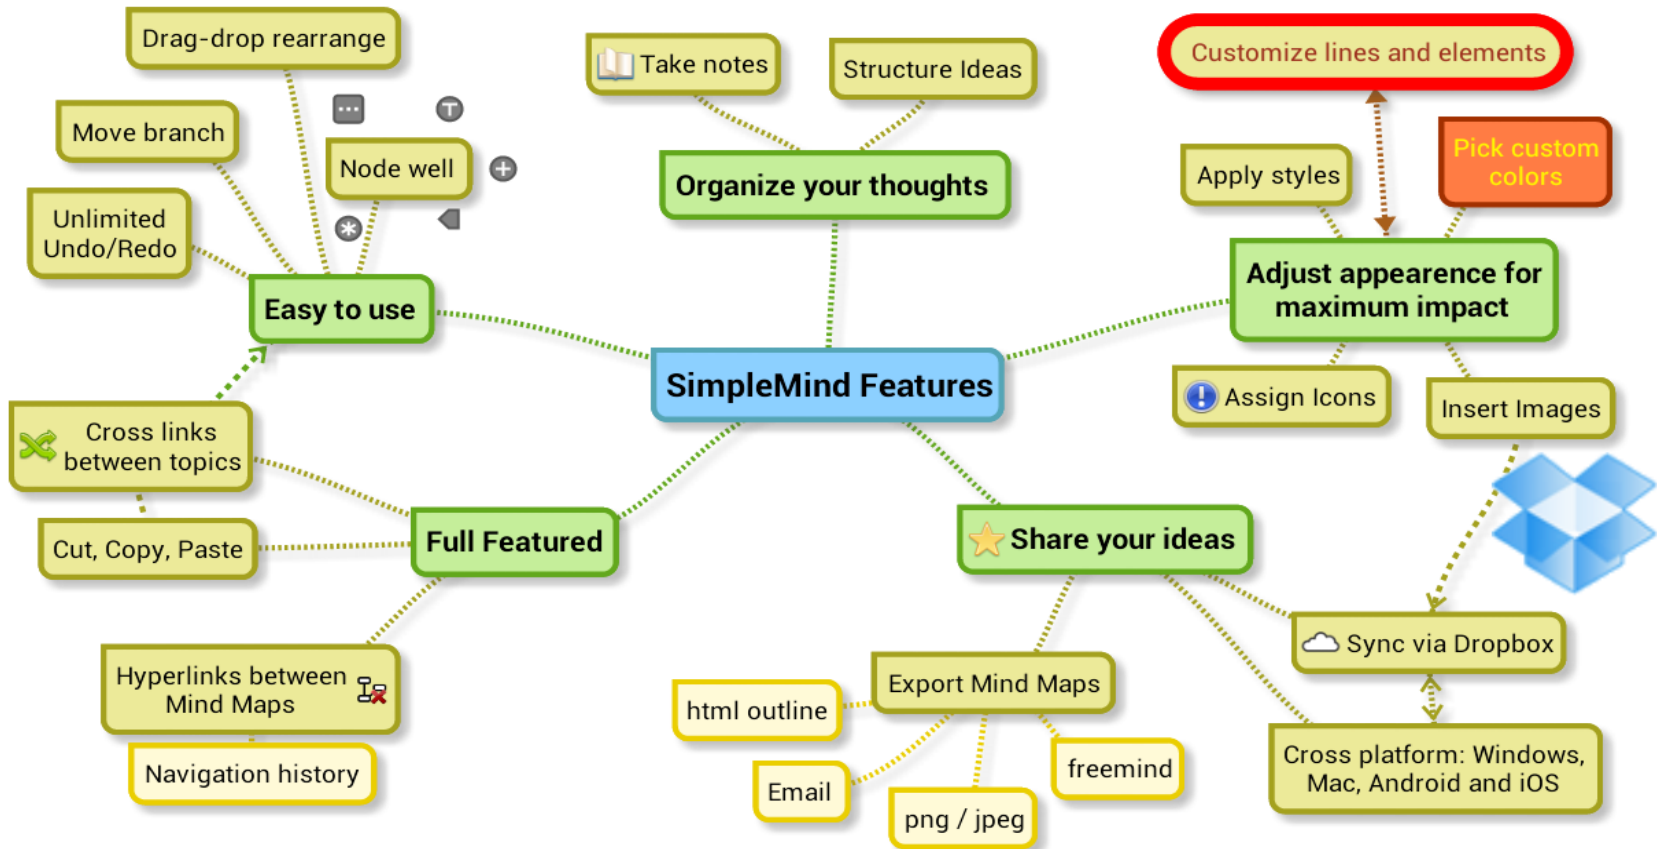 Drag-drop rearrange
Move branch
Unlimited
Undo/Redo
Node well
T
Easy to use
Take notes
Structure Ideas
Organize your thoughts
Customize lines and elements
Apply styles
Pick custom
colors
Adjust appearence for
maximum impact
Assign Icons
Insert Images
SimpleMind Features
Cross links
between topics
Cut, Copy, Paste
Full Featured
Hyperlinks between
Mind Maps
Navigation history
Share your ideas
Export Mind Maps
html outline
Email
png / jpeg
freemind
Sync via Dropbox
Cross platform: Windows,
Mac, Android and iOS